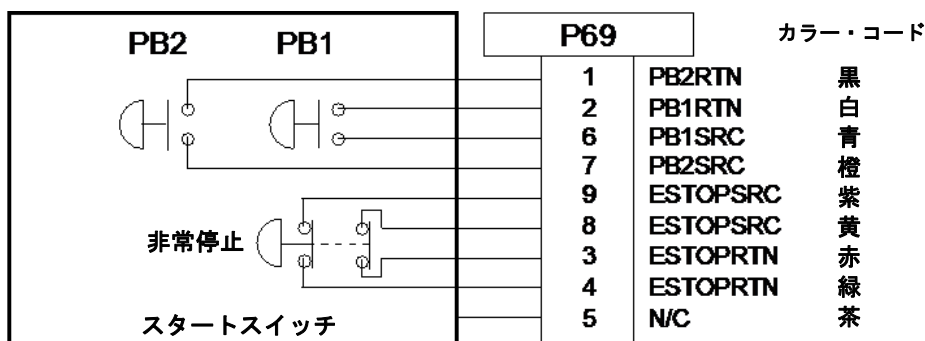 PB2 PB1 P69 カラー・コード
1 PB2RTN 黒
2 PB1RTN 白
6 PB1SRC 青
7 PB2SRC 橙
9 ESTOPSRC 紫
8 ESTOPSRC 黄
非常停止
3 ESTOPRTN 赤
4 ESTOPRTN 緑
スタートスイッチ
5 N/C 茶